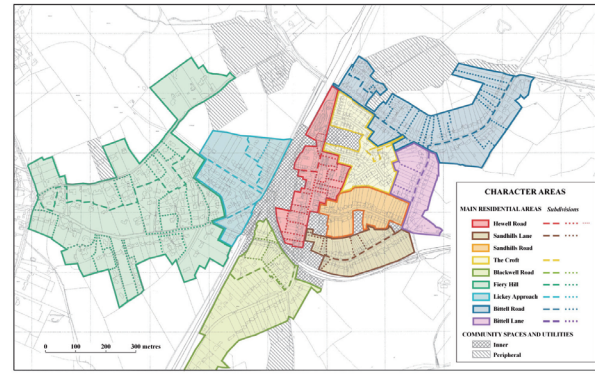 CHARACTER AREAS
MAIN RESIDENTIAL AREAS Subdivisions
Hewell Road
Sandhills Lane
Sandhills Road
The Croft
Blackwell Road
Fiery Hill
Lickey Approach
Bittell Road
Bittell Lane
COMMUNITY SPACES AND UTILITIES
Inner
Peripheral
0 100 200 300 metres